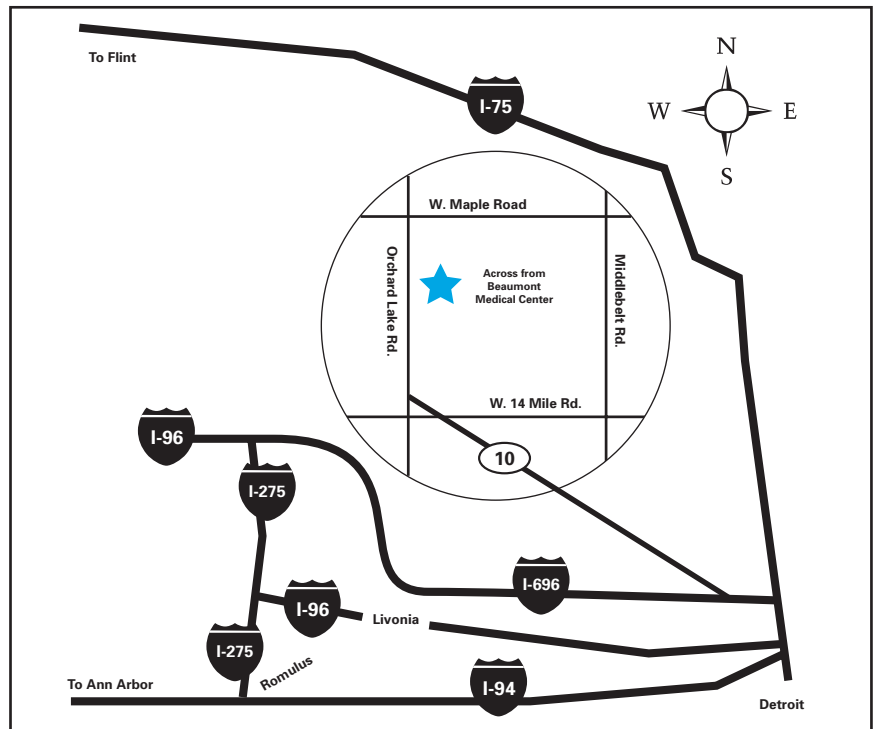 N
To Flint
I-75
W
E
S
W. Maple Road
Orchard Lake Rd.
Across from
Beaumont
Medical Center
Middlebelt Rd.
W. 14 Mile Rd.
I-96
10
I-275
I-696
I-96
Livonia
I-275
Romulus
To Ann Arbor
I-94
Detroit